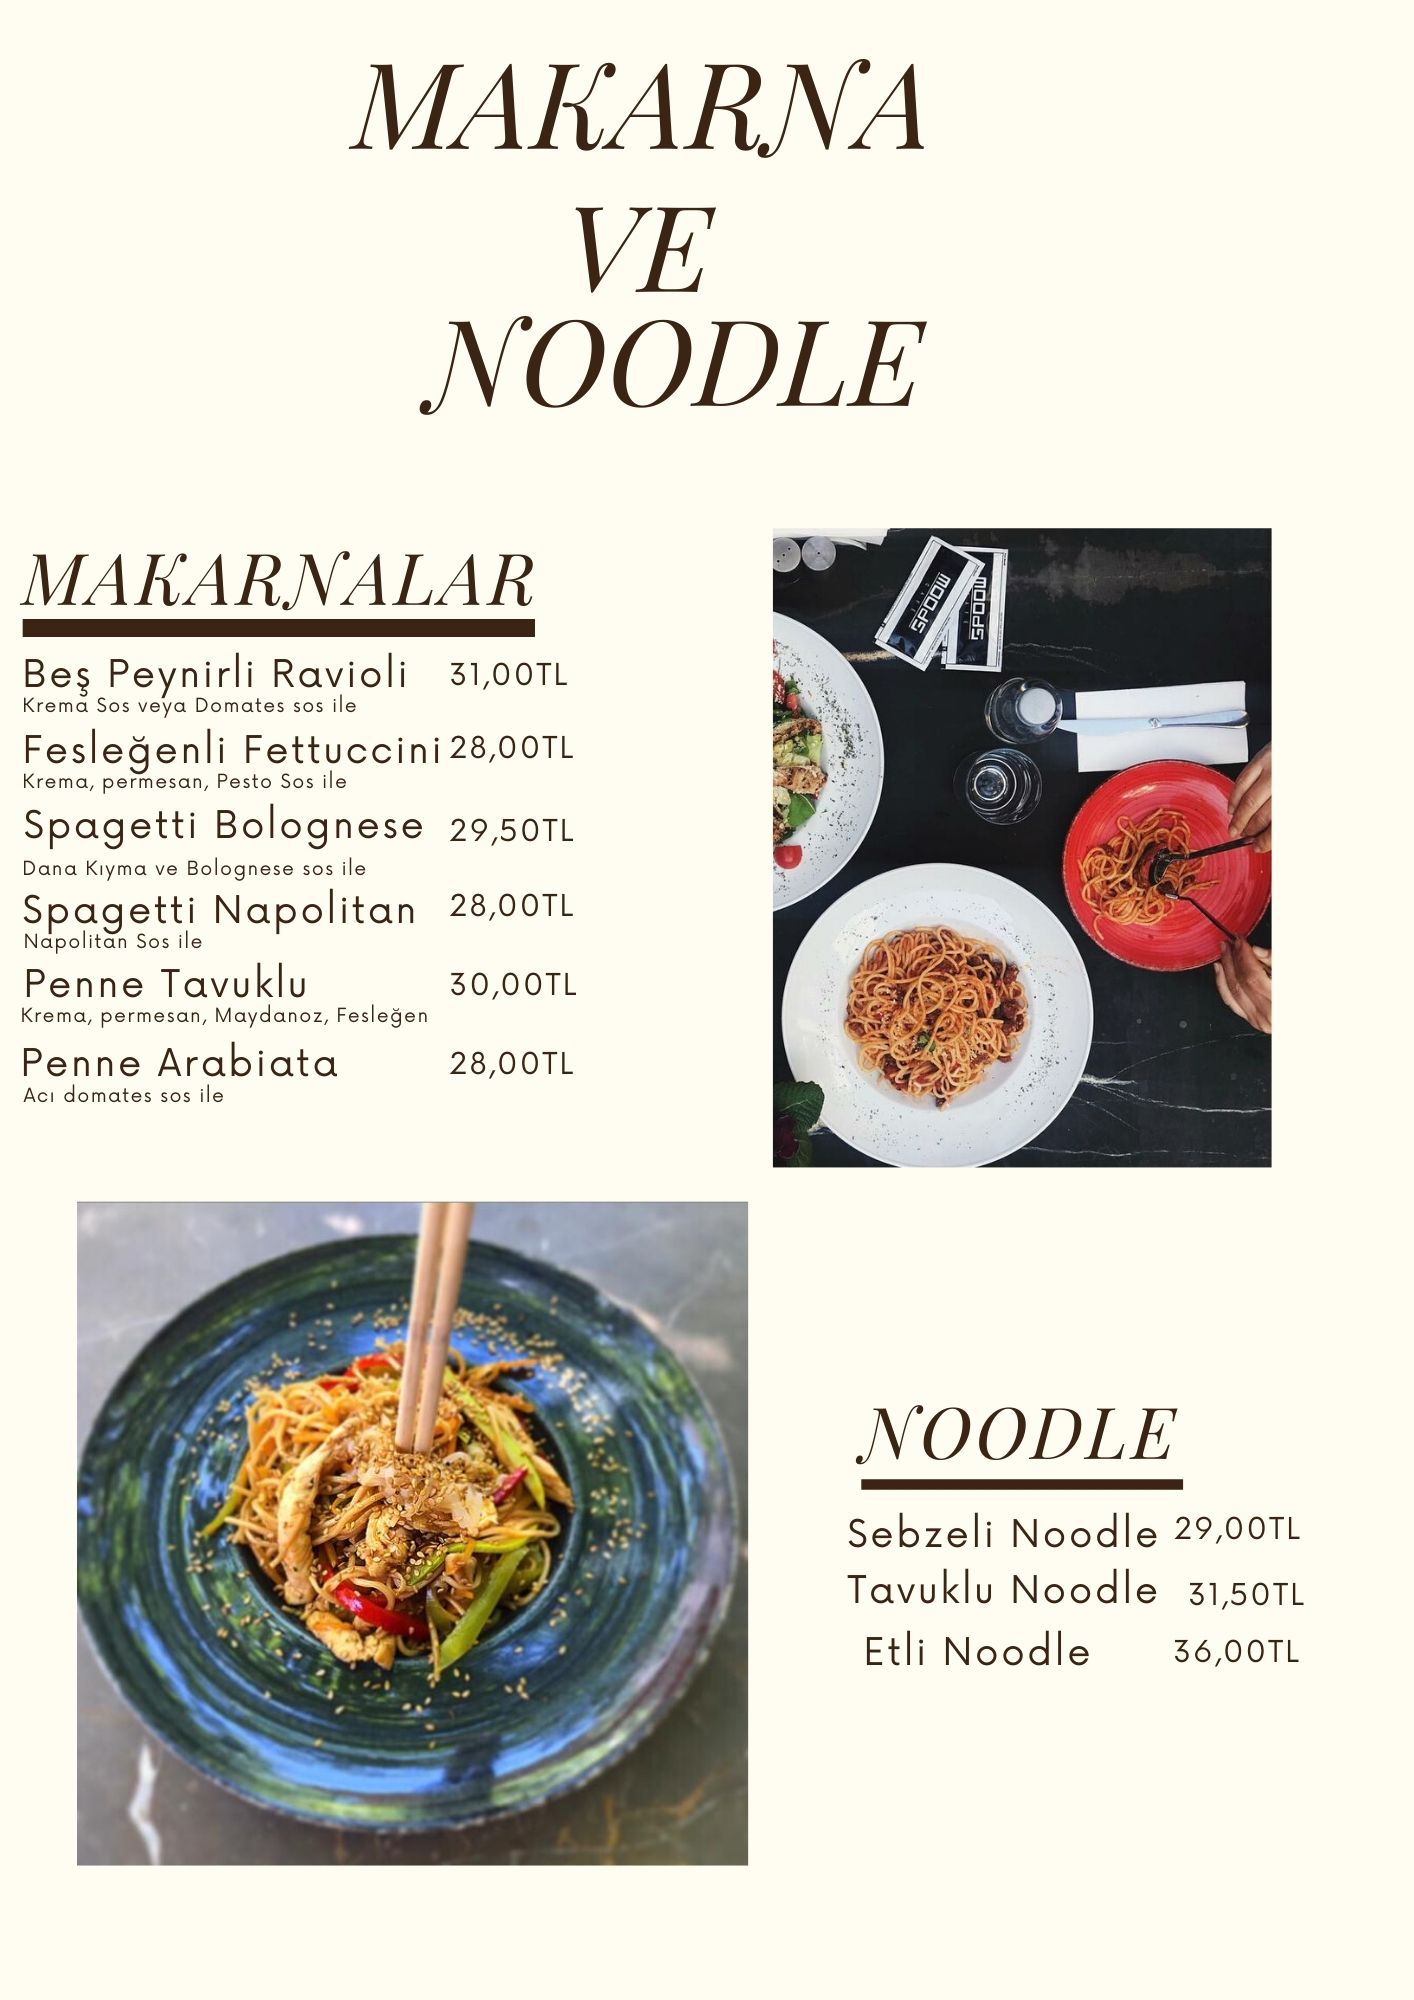 MAKARNA
VE
NOODLE
MAKARNALAR
Beş Peynirli Ravioli 31,00TL
Krema Sos veya Domates sos ile
Fesleğenli Fettuccini 28,00TL
Krema, permesan, Pesto Sos ile
Spagetti Bolognese 29,50TL
Dana Kıyma ve Bolognese sos ile
Spagetti Napolitan 28,00TL
Napolitan Sos ile
Penne Tavuklu 30,00TL
Krema, permesan, Maydanoz, Fesleğen
Penne Arabiata 28,00TL
Acı domates sos ile
NOODLE
Sebzeli Noodle 29,00TL
Tavuklu Noodle 31,50TL
Etli Noodle 36,00TL